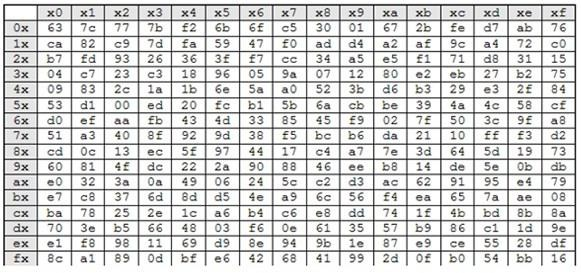 x0 x1 x2 x3 x4 x5 x6 x7 x8 x9 xa xb xc xd xe xf
0x 63 7c 77 7b f2 6b 6f c5 30 01 67 2b fe d7 ab 76
1x ca 82 c9 7d fa 59 47 f0 ad d4 a2 af 9c a4 72 c0
2x b7 fd 93 26 36 3f f7 cc 34 a5 e5 f1 71 d8 31 15
3x 04 c7 23 c3 18 96 05 9a 07 12 80 e2 eb 27 b2 75
4x 09 83 2c 1a 1b 6e 5a a0 52 3b d6 b3 29 e3 2f 84
5x 53 d1 00 ed 20 fc b1 5b 6a cb be 39 4a 4c 58 cf
6x d0 ef aa fb 43 4d 33 85 45 f9 02 7f 50 3c 9f a8
7x 51 a3 40 8f 92 9d 38 f5 bc b6 da 21 10 ff f3 d2
8x cd 0c 13 ec 5f 97 44 17 c4 a7 7e 3d 64 5d 19 73
9x 60 81 4f dc 22 2a 90 88 46 ee b8 14 de 5e 0b db
ax e0 32 3a 0a 49 06 24 5c c2 d3 ac 62 91 95 e4 79
bx e7 c8 37 6d 8d d5 4e a9 6c 56 f4 ea 65 7a ae 08
cx ba 78 25 2e 1c a6 b4 c6 e8 dd 74 1f 4b bd 8b 8a
dx 70 3e b5 66 48 03 f6 0e 61 35 57 b9 86 c1 1d 9e
ex e1 f8 98 11 69 d9 8e 94 9b 1e 87 e9 ce 55 28 df
fx 8c a1 89 0d bf e6 42 68 41 99 2d 0f b0 54 bb 16